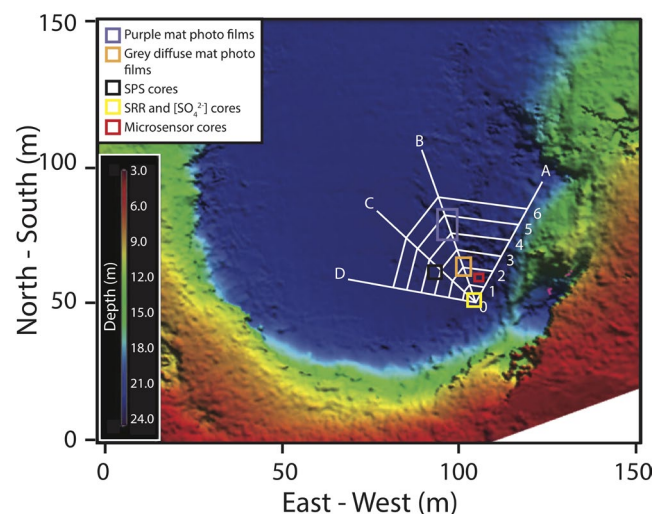 150
Purple mat photo films
Grey diffuse mat photo
films
SPS cores
SRR and [SO₄²⁻] cores
Microsensor cores
North - South (m)
100
50
0
Depth (m)
3.0
6.0
9.0
12.0
15.0
18.0
21.0
24.0
B
A
C
D
6
5
4
3
2
1
0
0
50
100
150
East - West (m)